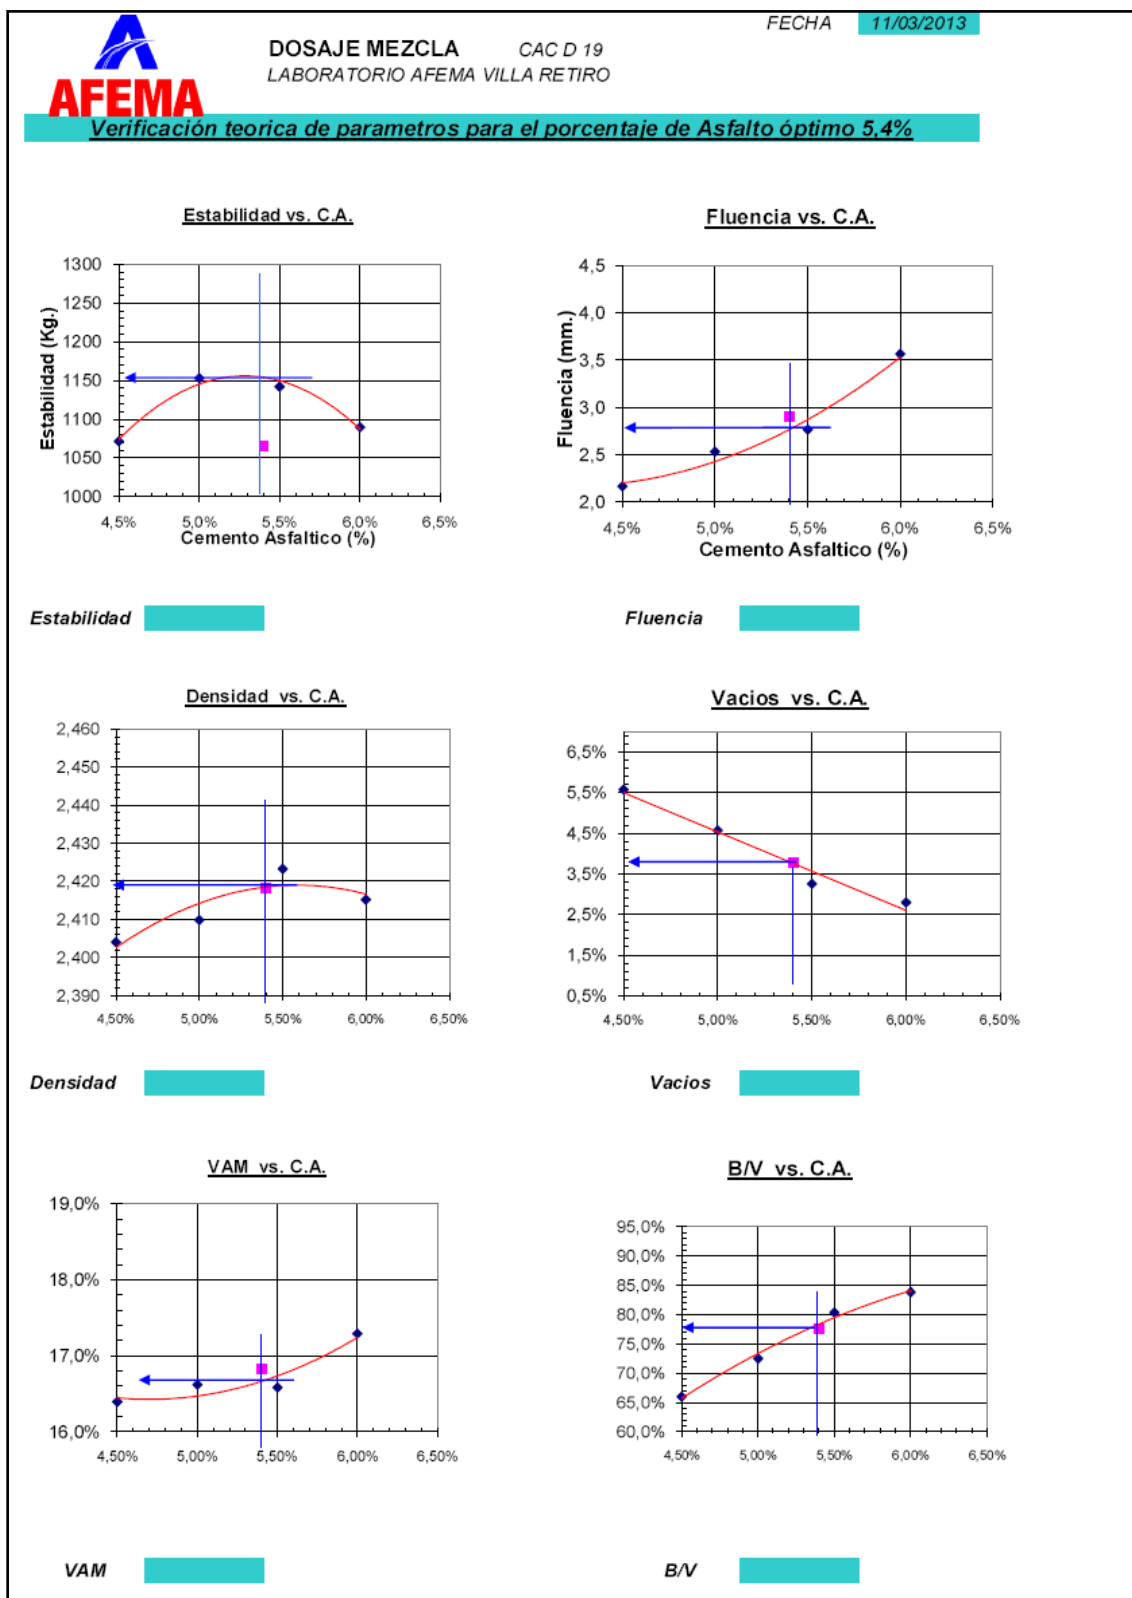 FECHA 11/03/2013
DOSAJE MEZCLA CAC D 19
LABORATORIO AFEMA VILLA RETIRO
AFEMA
Verificación teorica de parametros para el porcentaje de Asfalto óptimo 5,4%
Estabilidad vs. C.A.
1300
1250
1200
1150
1100
1050
1000
Estabilidad (Kg.)
4,5% 5,0% 5,5% 6,0% 6,5%
Cemento Asfaltico (%)
Fluencia vs. C.A.
4,5
4,0
3,5
3,0
2,5
2,0
Fluencia (mm.)
4,5% 5,0% 5,5% 6,0% 6,5%
Cemento Asfaltico (%)
Estabilidad
Fluencia
Densidad vs. C.A.
2,460
2,450
2,440
2,430
2,420
2,410
2,400
2,390
4,50% 5,00% 5,50% 6,00% 6,50%
Vacios vs. C.A.
6,5%
5,5%
4,5%
3,5%
2,5%
1,5%
0,5%
4,50% 5,00% 5,50% 6,00% 6,50%
Densidad
Vacios
VAM vs. C.A.
19,0%
18,0%
17,0%
16,0%
4,50% 5,00% 5,50% 6,00% 6,50%
B/V vs. C.A.
95,0%
90,0%
85,0%
80,0%
75,0%
70,0%
65,0%
60,0%
4,50% 5,00% 5,50% 6,00% 6,50%
VAM
B/V